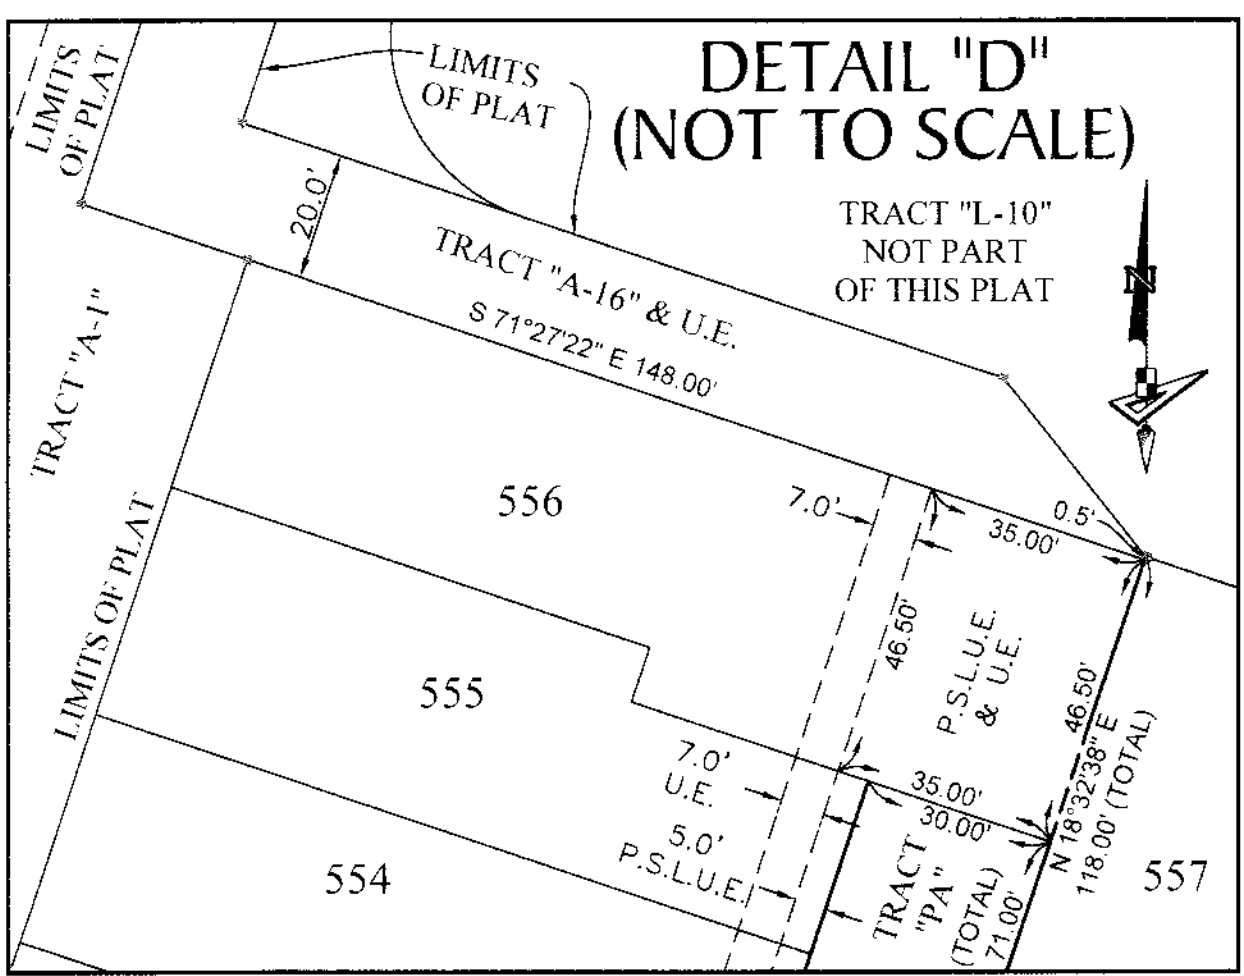 DETAIL "D"
(NOT TO SCALE)
LIMITS
OF PLAT
LIMITS
OF PLAT
TRACT "L-10"
NOT PART
OF THIS PLAT
N
20.0'
TRACT "A-16" & U.E.
S 71°27'22" E 148.00'
TRACT "A-1"
LIMITS OF PLAT
556
7.0'
0.5'
35.00'
46.50'
P.S.L.U.E.
& U.E.
46.50'
N 18°32'38" E
118.00' (TOTAL)
555
7.0'
U.E.
35.00'
30.00'
5.0'
P.S.L.U.E.
554
TRACT
"PA"
(TOTAL)
71.00'
557